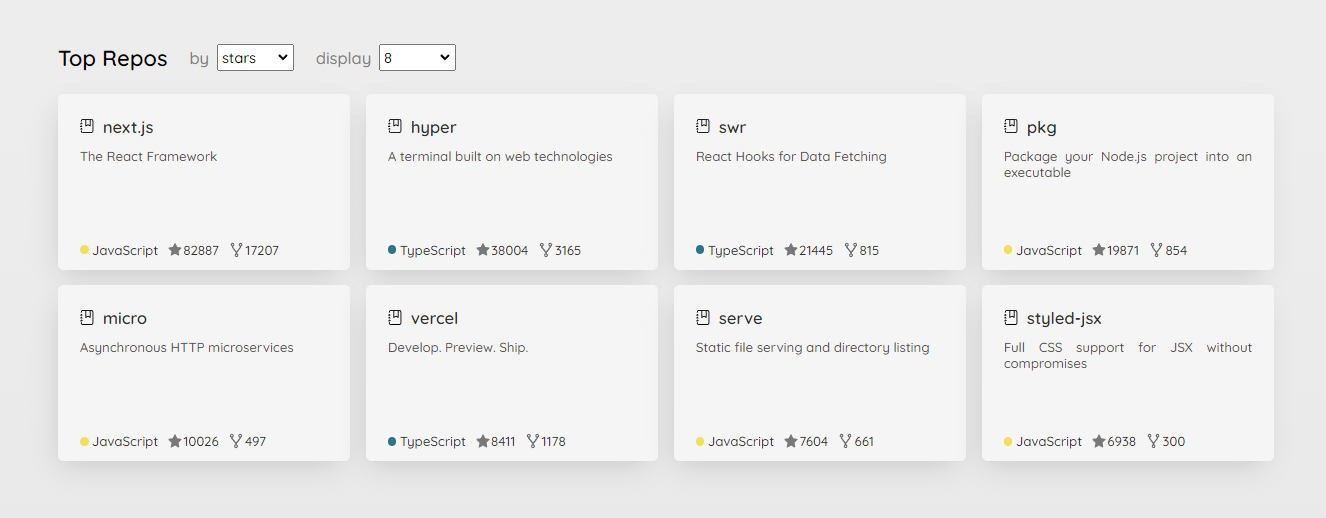 Top Repos by stars display 8
next.js
The React Framework
JavaScript 82887 17207
hyper
A terminal built on web technologies
TypeScript 38004 3165
swr
React Hooks for Data Fetching
TypeScript 21445 815
pkg
Package your Node.js project into an
executable
JavaScript 19871 854
micro
Asynchronous HTTP microservices
JavaScript 10026 497
vercel
Develop. Preview. Ship.
TypeScript 8411 1178
serve
Static file serving and directory listing
JavaScript 7604 661
styled-jsx
Full CSS support for JSX without
compromises
JavaScript 6938 300